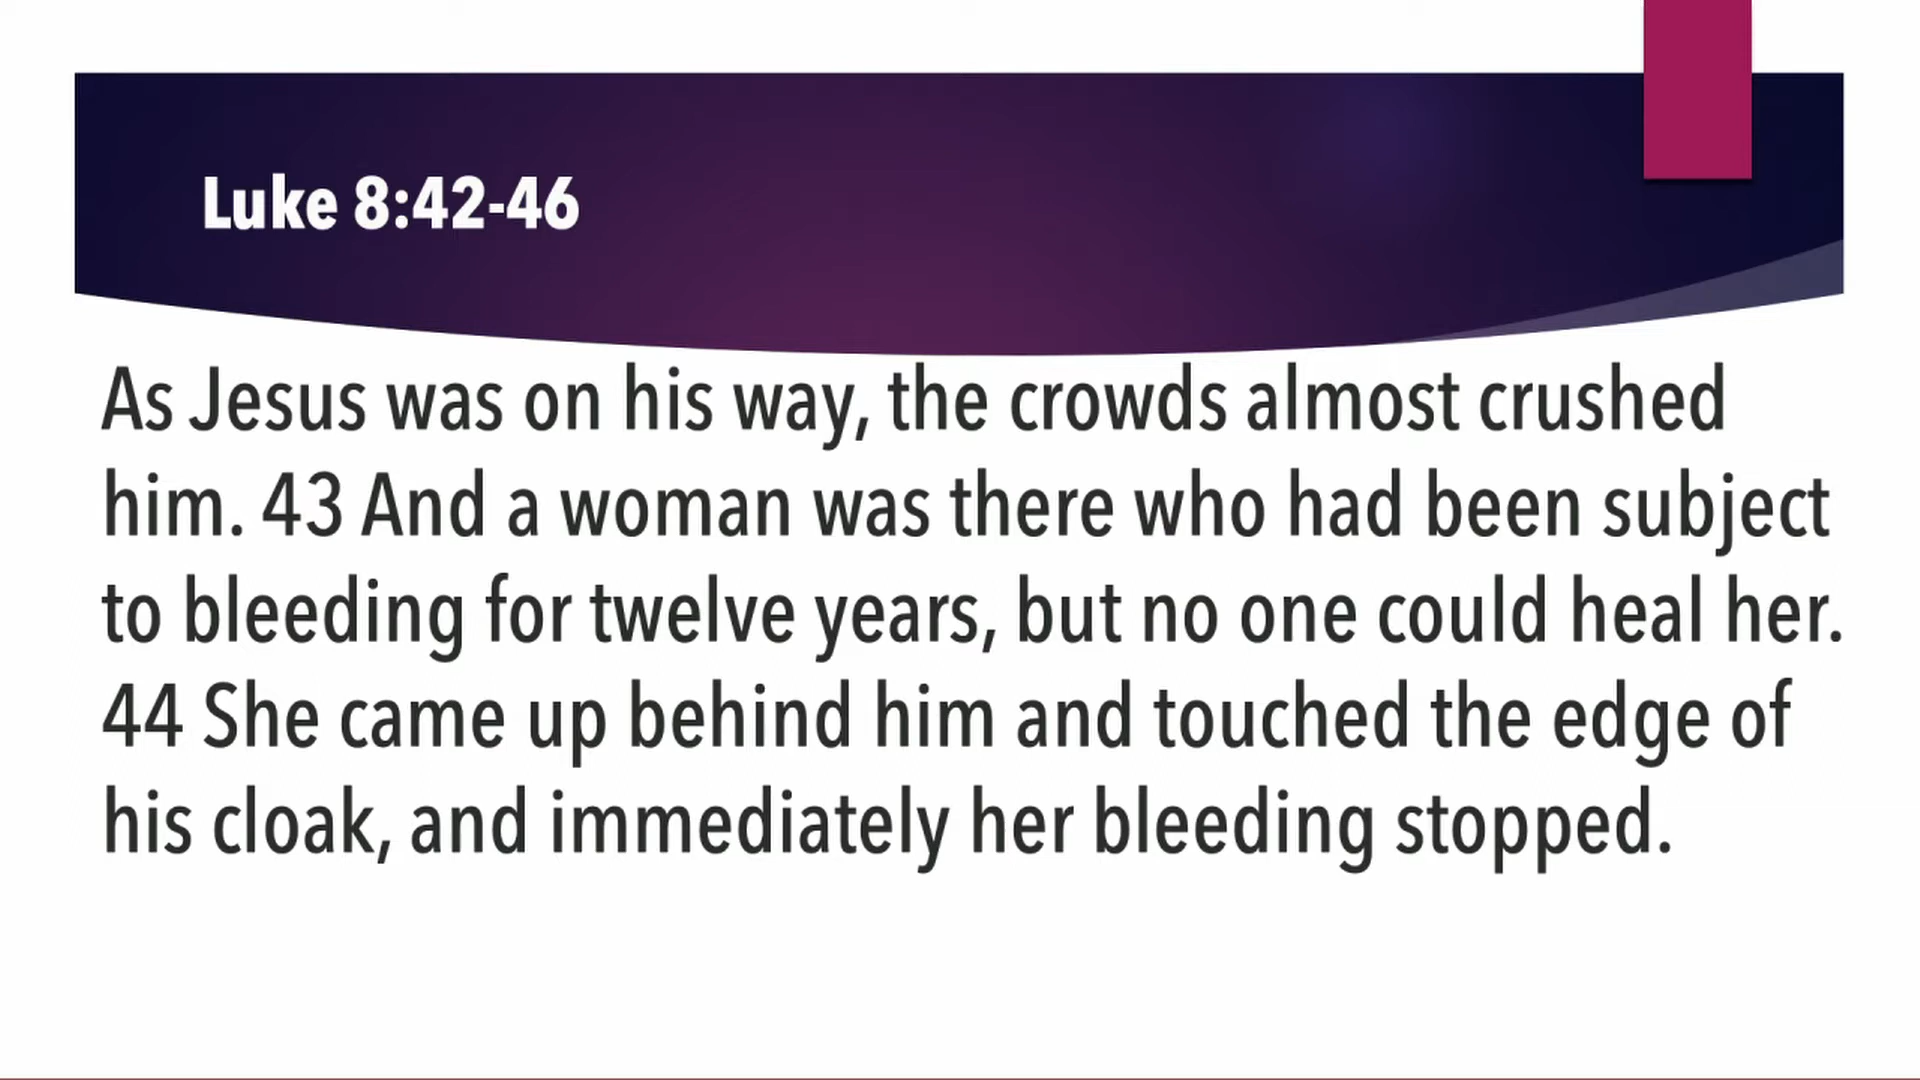 Luke 8:42-46
As Jesus was on his way, the crowds almost crushed
him. 43 And a woman was there who had been subject
to bleeding for twelve years, but no one could heal her.
44 She came up behind him and touched the edge of
his cloak, and immediately her bleeding stopped.